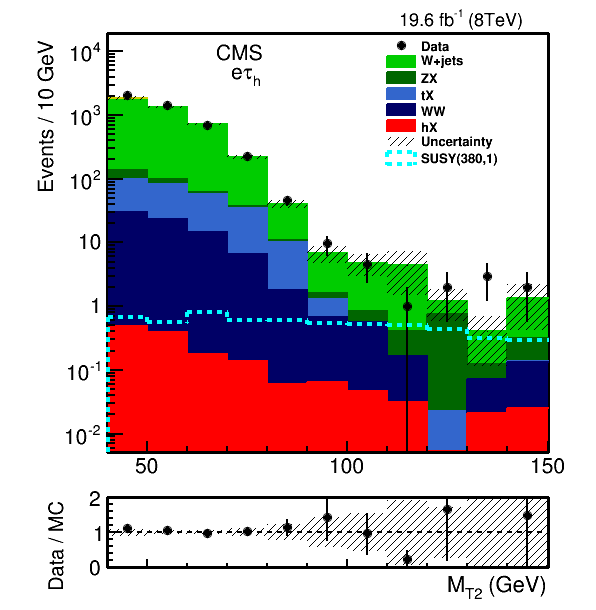 19.6 fb⁻¹ (8TeV)
CMS
eτₕ
Data
W+jets
ZX
tX
WW
hX
Uncertainty
SUSY(380,1)
Events / 10 GeV
10⁴
10³
10²
10
1
10⁻¹
10⁻²
50 100 150
Data / MC
2
1
0
M_T2 (GeV)